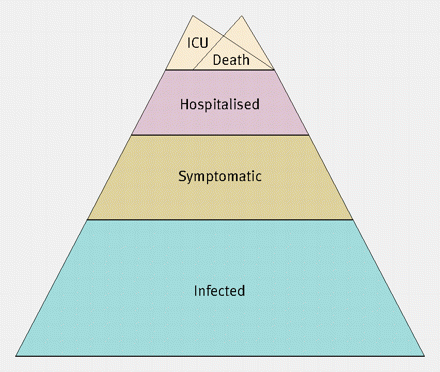 ICU
Death
Hospitalised
Symptomatic
Infected